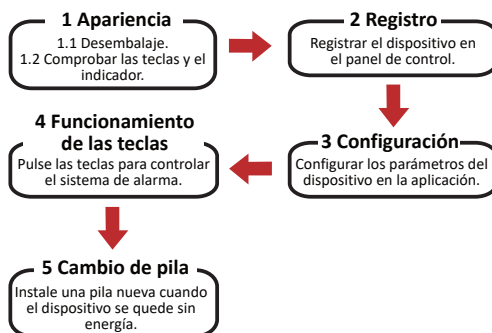 1 Apariencia
1.1 Desembalaje.
1.2 Comprobar las teclas y el
indicador.
2 Registro
Registrar el dispositivo en
el panel de control.
3 Configuración
Configurar los parámetros del
dispositivo en la aplicación.
4 Funcionamiento
de las teclas
Pulse las teclas para controlar
el sistema de alarma.
5 Cambio de pila
Instale una pila nueva cuando
el dispositivo se quede sin
energía.